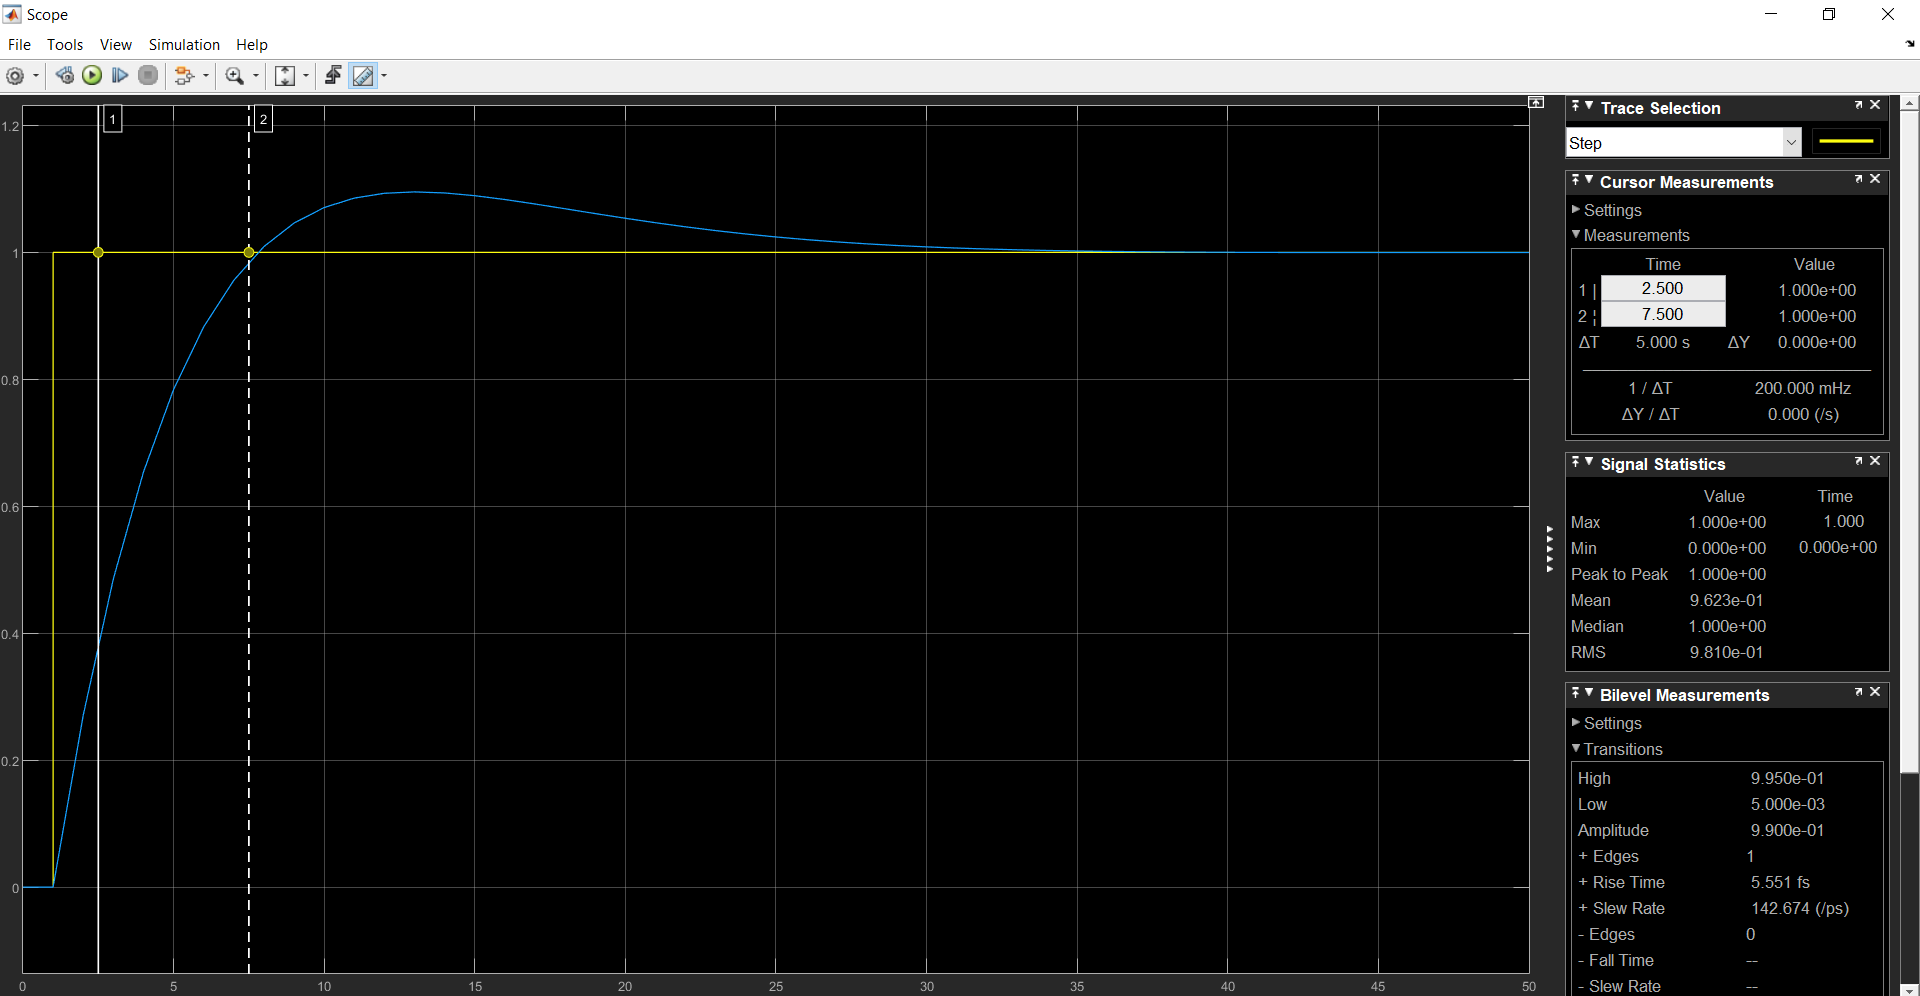 Scope
File Tools View Simulation Help
1 2
1.2
1
0.8
0.6
0.4
0.2
0
0 5 10 15 20 25 30 35 40 45 50
Trace Selection
Step
Cursor Measurements
Settings
Measurements
Time Value
1 | 2.500 1.000e+00
2 ¦ 7.500 1.000e+00
ΔT 5.000 s ΔY 0.000e+00
1 / ΔT 200.000 mHz
ΔY / ΔT 0.000 (/s)
Signal Statistics
Value Time
Max 1.000e+00 1.000
Min 0.000e+00 0.000e+00
Peak to Peak 1.000e+00
Mean 9.623e-01
Median 1.000e+00
RMS 9.810e-01
Bilevel Measurements
Settings
Transitions
High 9.950e-01
Low 5.000e-03
Amplitude 9.900e-01
+ Edges 1
+ Rise Time 5.551 fs
+ Slew Rate 142.674 (/ps)
- Edges 0
- Fall Time --
- Slew Rate --